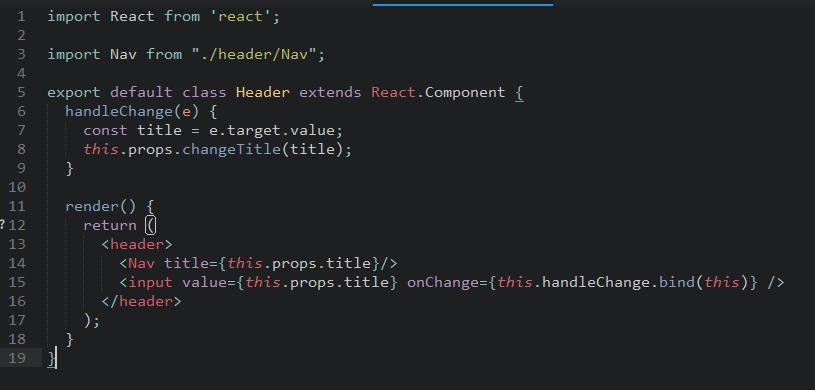 1 import React from 'react';
2
3 import Nav from "./header/Nav";
4
5 export default class Header extends React.Component {
6   handleChange(e) {
7     const title = e.target.value;
8     this.props.changeTitle(title);
9   }
10
11   render() {
?12     return (
13       <header>
14         <Nav title={this.props.title}/>
15         <input value={this.props.title} onChange={this.handleChange.bind(this)} />
16       </header>
17     );
18   }
19 }